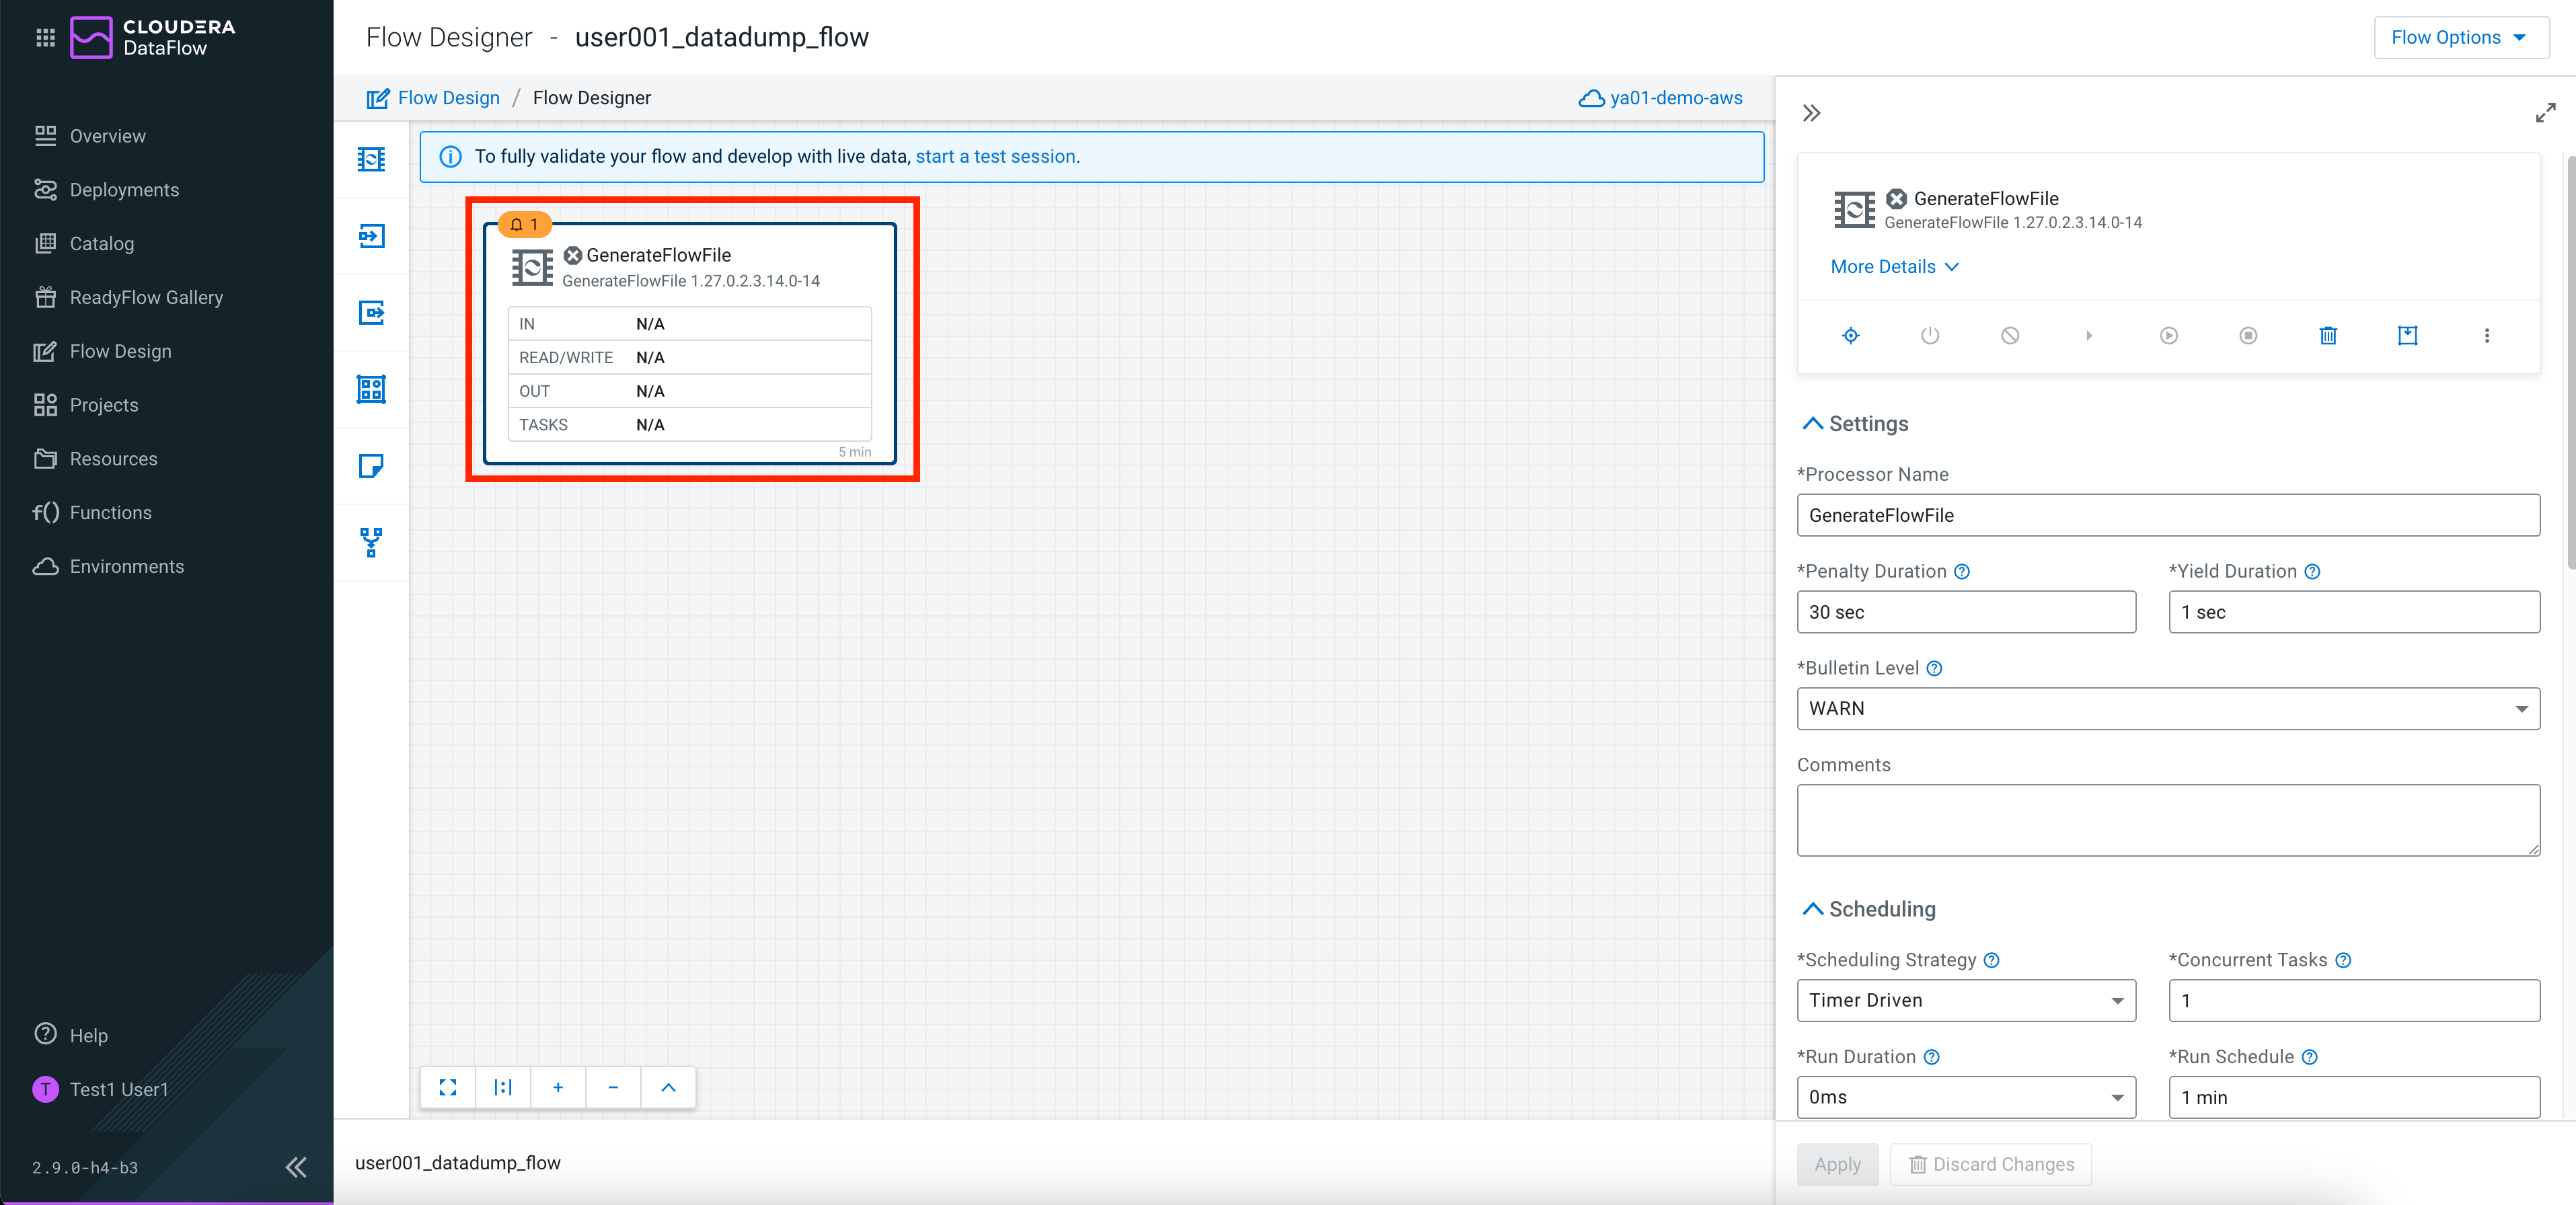 CLOUDERA
DataFlow
Overview
Deployments
Catalog
ReadyFlow Gallery
Flow Design
Projects
Resources
f() Functions
Environments
Help
T Test1 User1
2.9.0-h4-b3
Flow Designer - user001_datadump_flow
Flow Options
Flow Design / Flow Designer
ya01-demo-aws
To fully validate your flow and develop with live data, start a test session.
1
GenerateFlowFile
GenerateFlowFile 1.27.0.2.3.14.0-14
IN N/A
READ/WRITE N/A
OUT N/A
TASKS N/A
5 min
user001_datadump_flow
GenerateFlowFile
GenerateFlowFile 1.27.0.2.3.14.0-14
More Details
Settings
*Processor Name
GenerateFlowFile
*Penalty Duration *Yield Duration
30 sec 1 sec
*Bulletin Level
WARN
Comments
Scheduling
*Scheduling Strategy *Concurrent Tasks
Timer Driven 1
*Run Duration *Run Schedule
0ms 1 min
Apply Discard Changes